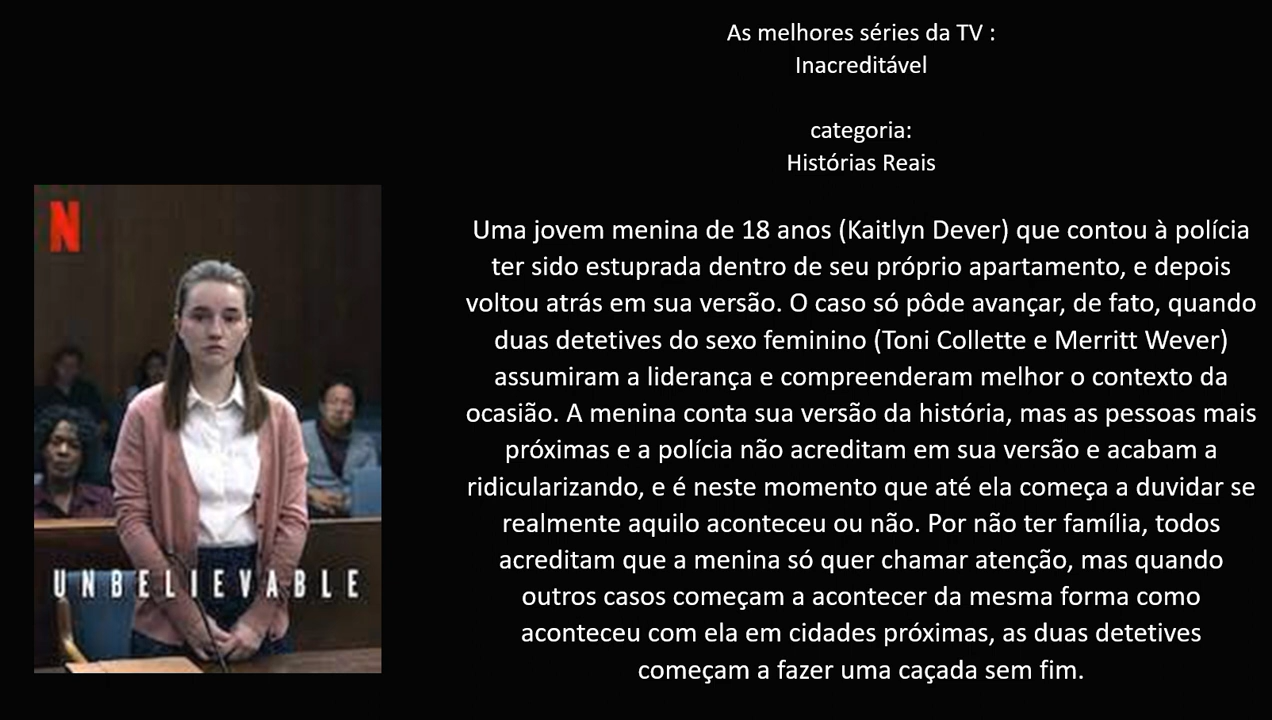 As melhores séries da TV :
Inacreditável
categoria:
Histórias Reais
Uma jovem menina de 18 anos (Kaitlyn Dever) que contou à polícia
ter sido estuprada dentro de seu próprio apartamento, e depois
voltou atrás em sua versão. O caso só pôde avançar, de fato, quando
duas detetives do sexo feminino (Toni Collette e Merritt Wever)
assumiram a liderança e compreenderam melhor o contexto da
ocasião. A menina conta sua versão da história, mas as pessoas mais
próximas e a polícia não acreditam em sua versão e acabam a
ridicularizando, e é neste momento que até ela começa a duvidar se
realmente aquilo aconteceu ou não. Por não ter família, todos
acreditam que a menina só quer chamar atenção, mas quando
outros casos começam a acontecer da mesma forma como
aconteceu com ela em cidades próximas, as duas detetives
começam a fazer uma caçada sem fim.
N
UNBELIEVABLE